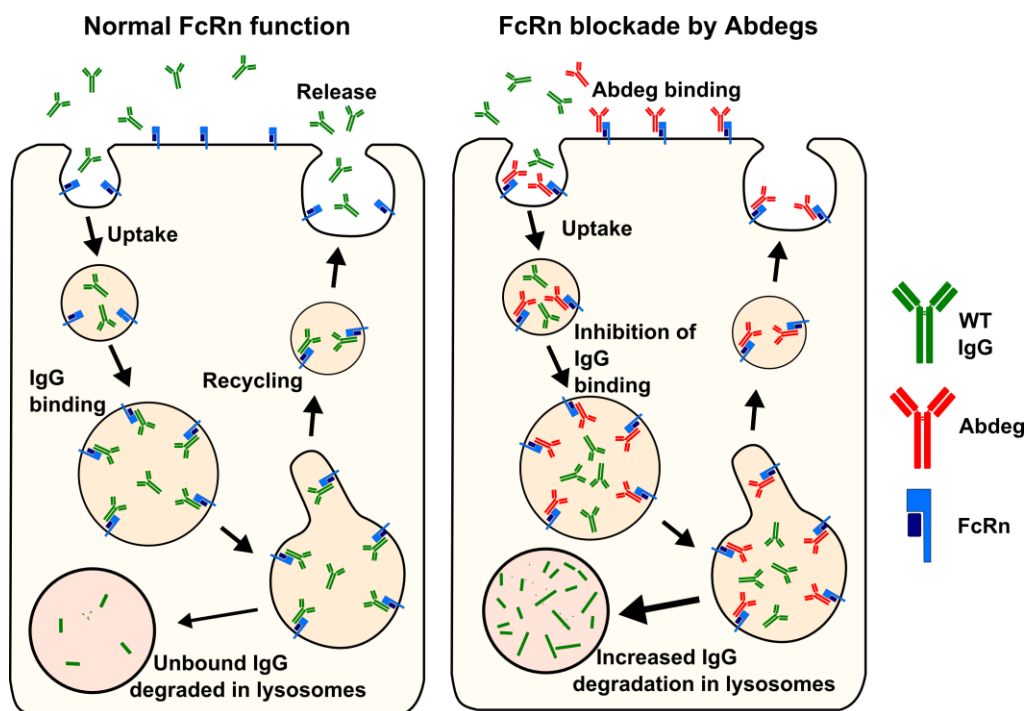 Normal FcRn function
Release
Uptake
IgG
binding
Recycling
Unbound IgG
degraded in lysosomes
FcRn blockade by Abdegs
Abdeg binding
Uptake
Inhibition of
IgG
binding
Increased IgG
degradation in lysosomes
WT
IgG
Abdeg
FcRn